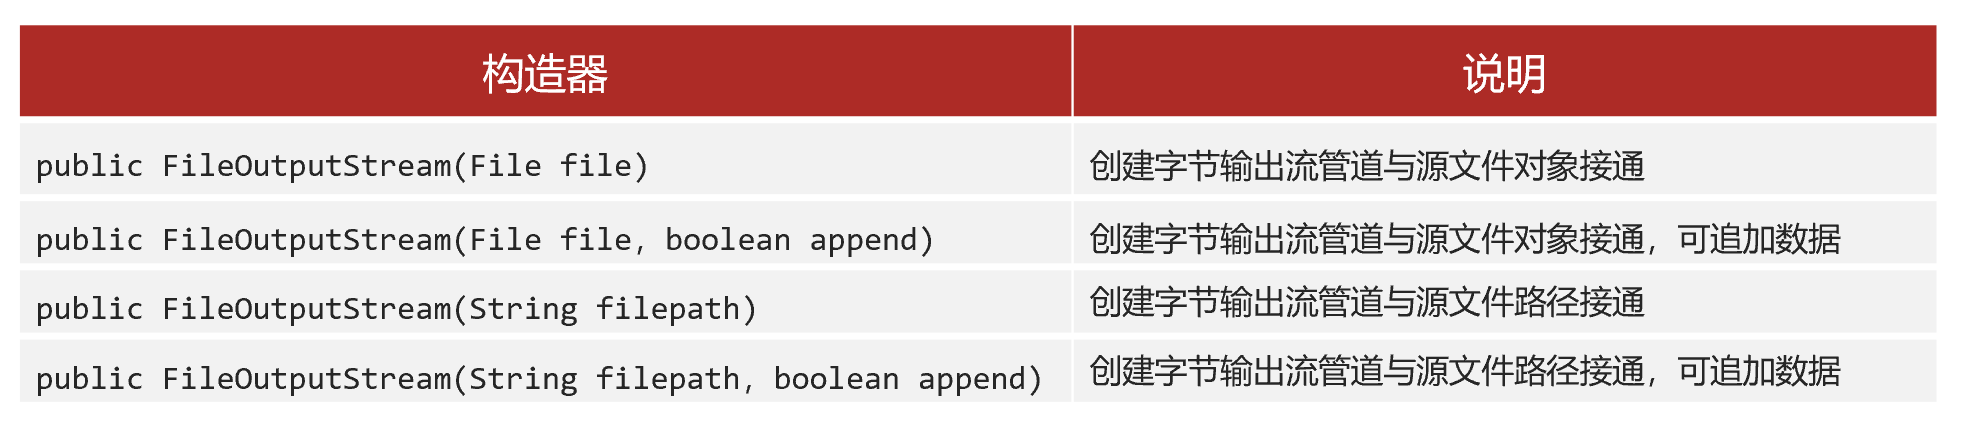 构造器 说明
public FileOutputStream(File file) 创建字节输出流管道与源文件对象接通
public FileOutputStream(File file, boolean append) 创建字节输出流管道与源文件对象接通，可追加数据
public FileOutputStream(String filepath) 创建字节输出流管道与源文件路径接通
public FileOutputStream(String filepath, boolean append) 创建字节输出流管道与源文件路径接通，可追加数据